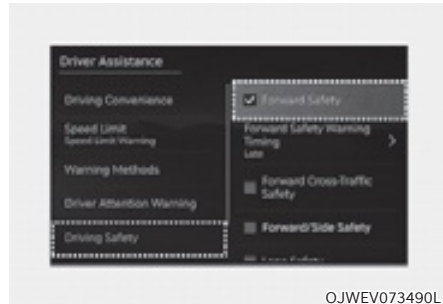 Driver Assistance
Driving Convenience
Speed Limit
Speed Limit Warning
Warning Methods
Driver Attention Warning
Driving Safety
Forward Safety
Forward Safety Warning
Timing
Late
Forward Cross-Traffic
Safety
Forward/Side Safety
OJWEV073490L